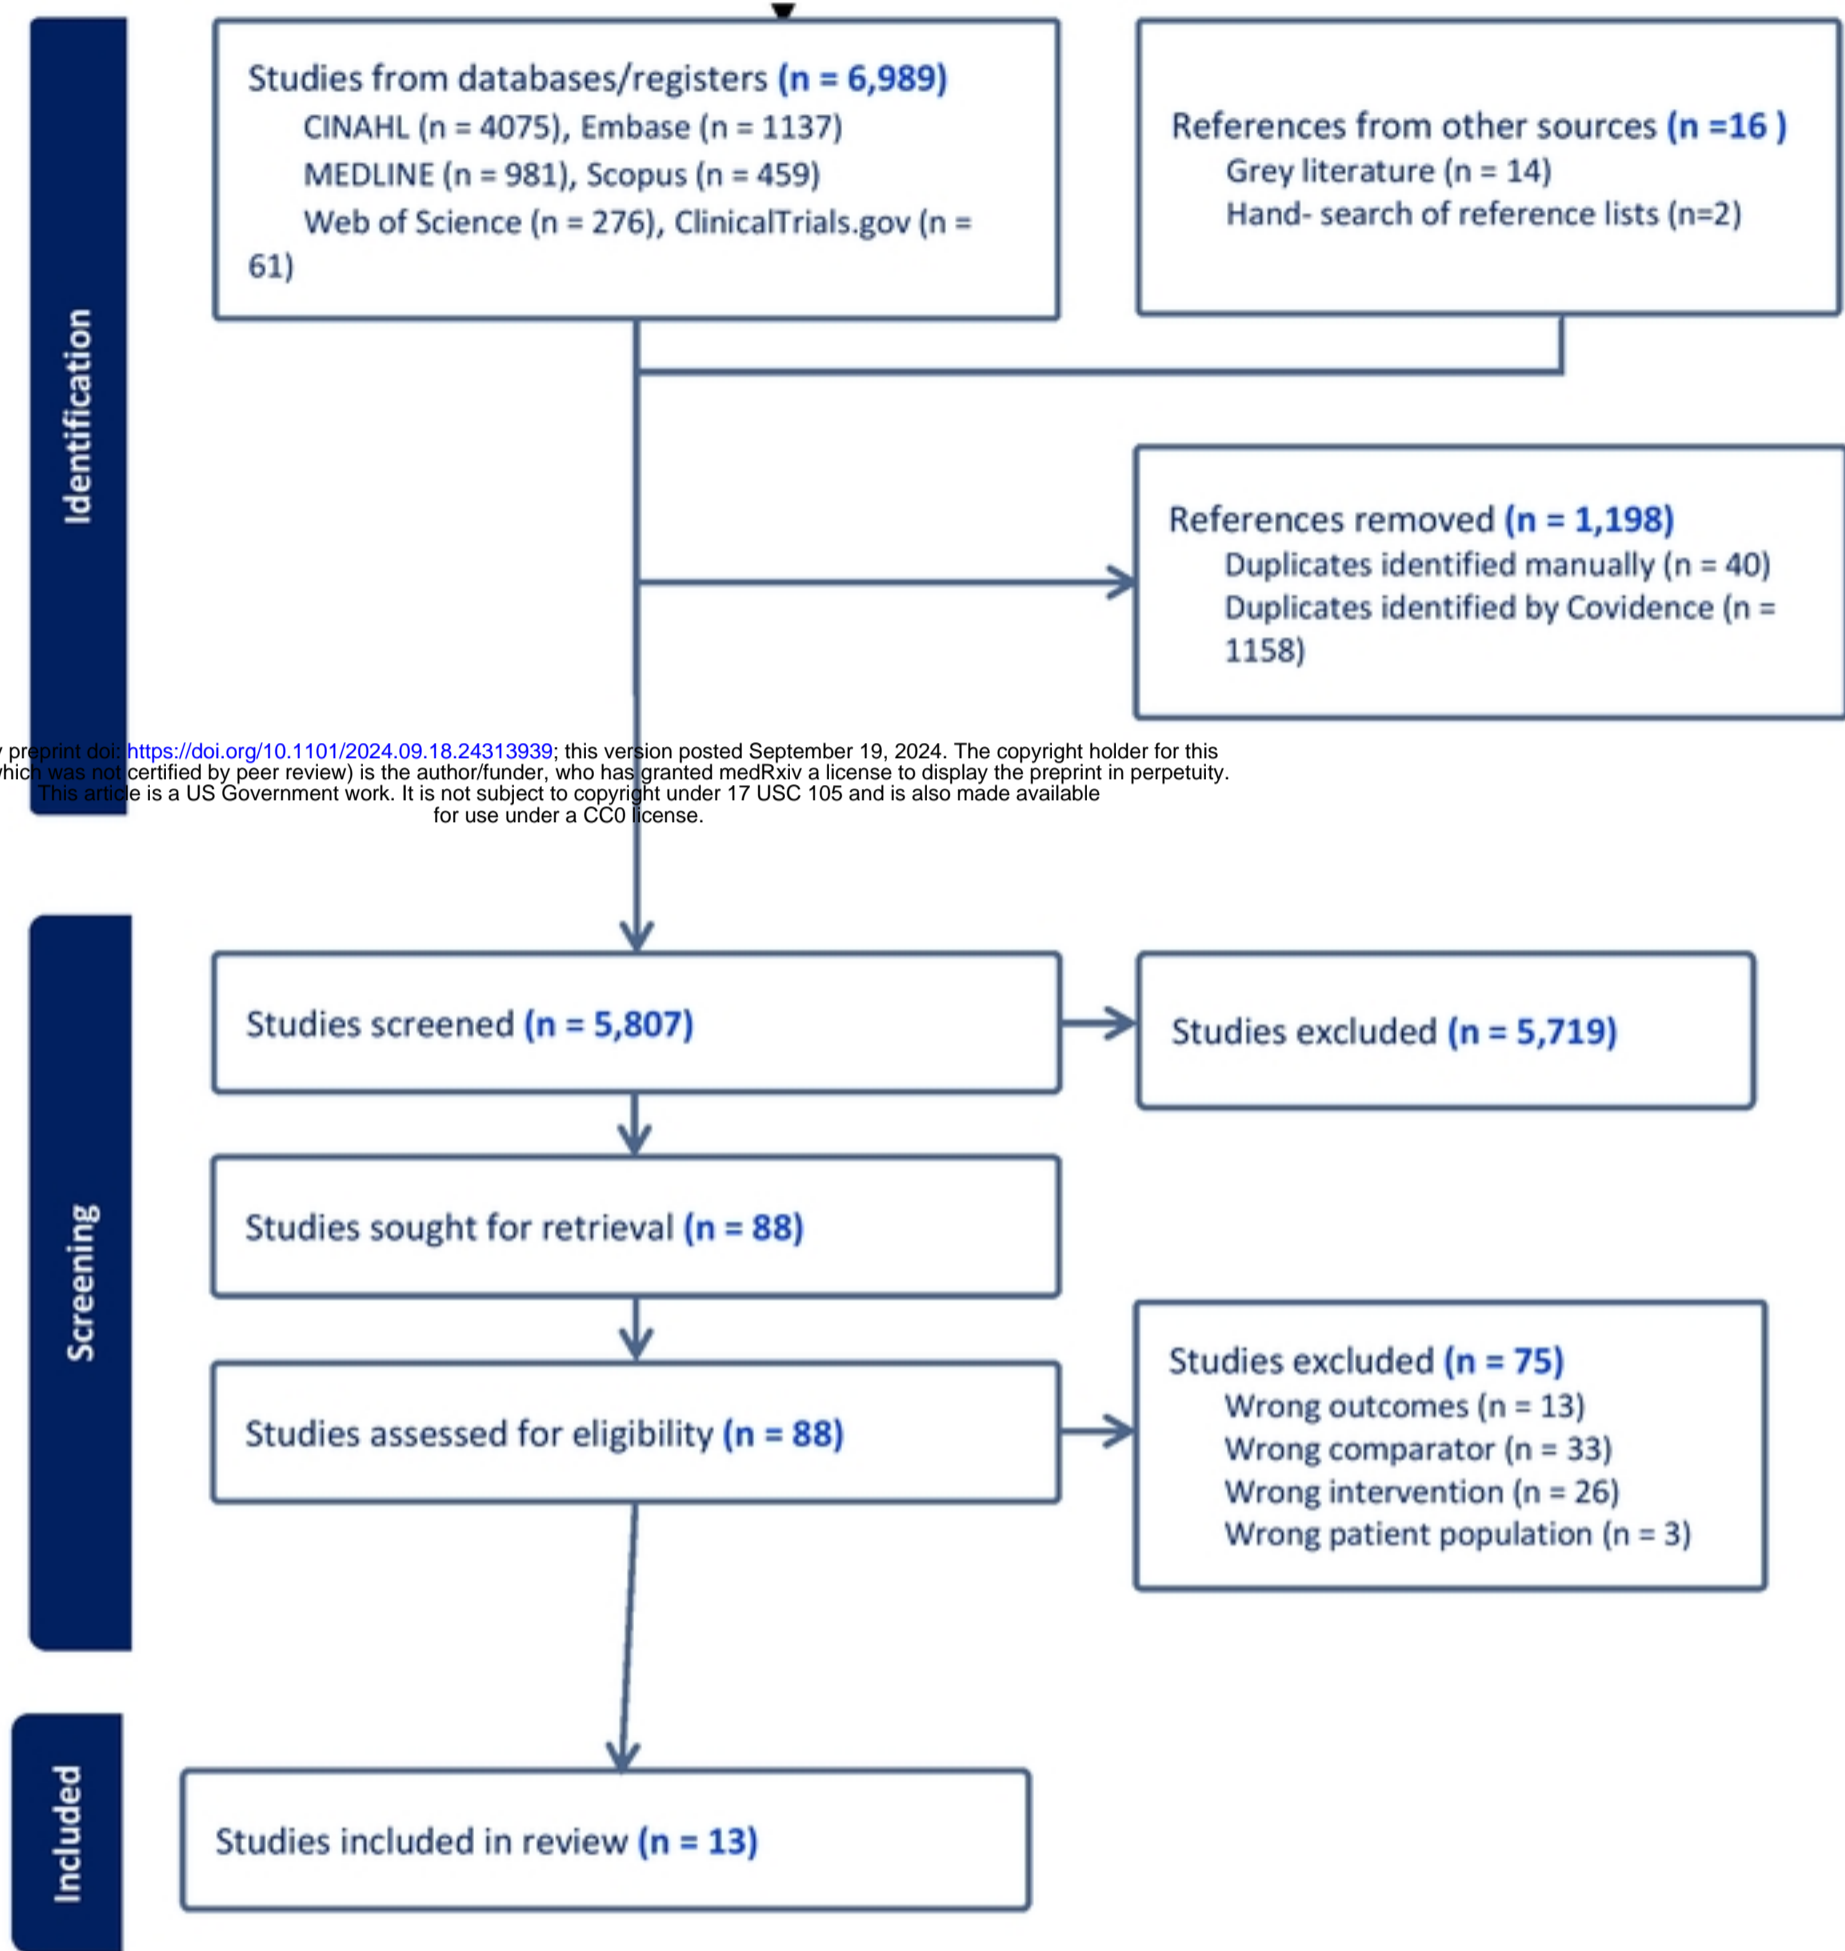 Identification
Studies from databases/registers (n = 6,989)
CINAHL (n = 4075), Embase (n = 1137)
MEDLINE (n = 981), Scopus (n = 459)
Web of Science (n = 276), ClinicalTrials.gov (n =
61)
References from other sources (n =16 )
Grey literature (n = 14)
Hand- search of reference lists (n=2)
References removed (n = 1,198)
Duplicates identified manually (n = 40)
Duplicates identified by Covidence (n =
1158)
preprint doi: https://doi.org/10.1101/2024.09.18.24313939; this version posted September 19, 2024. The copyright holder for this
was not certified by peer review) is the author/funder, who has granted medRxiv a license to display the preprint in perpetuity.
This article is a US Government work. It is not subject to copyright under 17 USC 105 and is also made available
for use under a CC0 license.
Screening
Studies screened (n = 5,807)
Studies excluded (n = 5,719)
Studies sought for retrieval (n = 88)
Studies assessed for eligibility (n = 88)
Studies excluded (n = 75)
Wrong outcomes (n = 13)
Wrong comparator (n = 33)
Wrong intervention (n = 26)
Wrong patient population (n = 3)
Included
Studies included in review (n = 13)